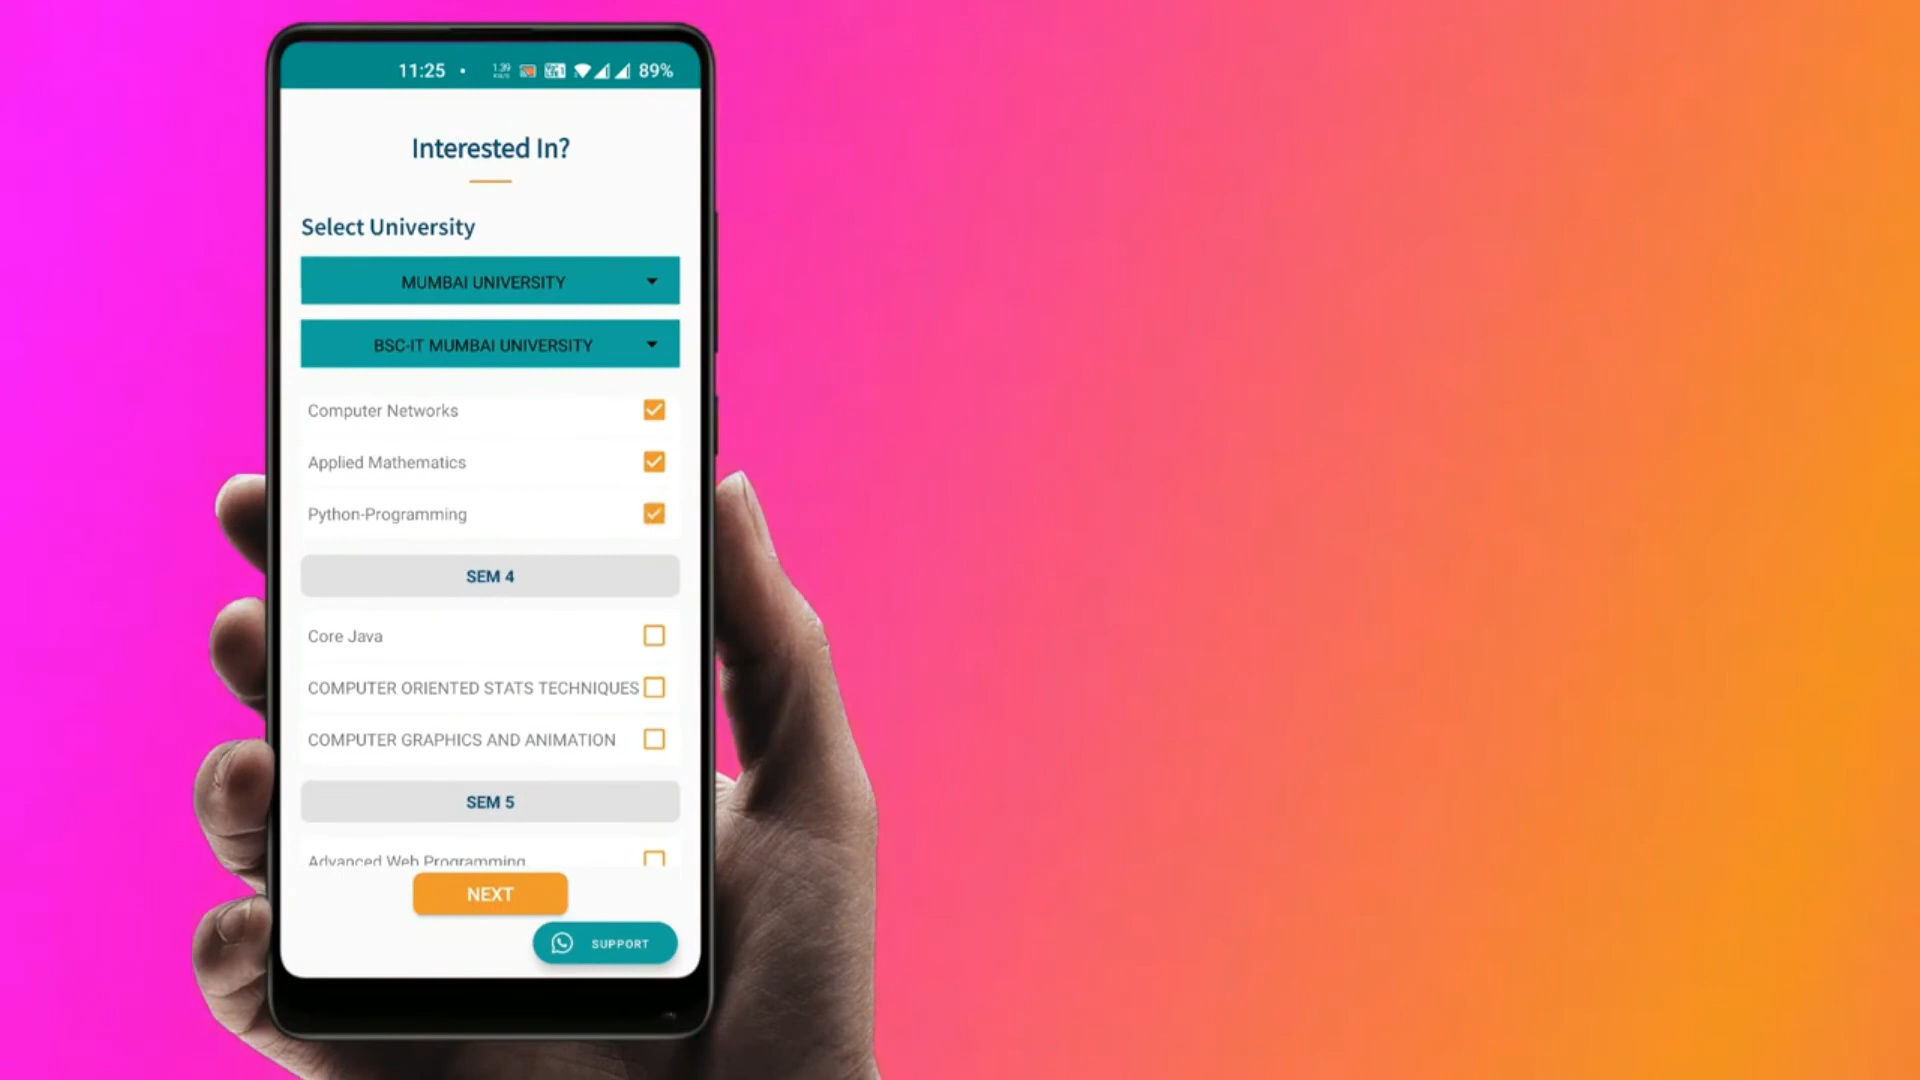 11:25
89%
Interested In?
Select University
MUMBAI UNIVERSITY
BSC-IT MUMBAI UNIVERSITY
Computer Networks
Applied Mathematics
Python-Programming
SEM 4
Core Java
COMPUTER ORIENTED STATS TECHNIQUES
COMPUTER GRAPHICS AND ANIMATION
SEM 5
Advanced Web Programming
NEXT
SUPPORT